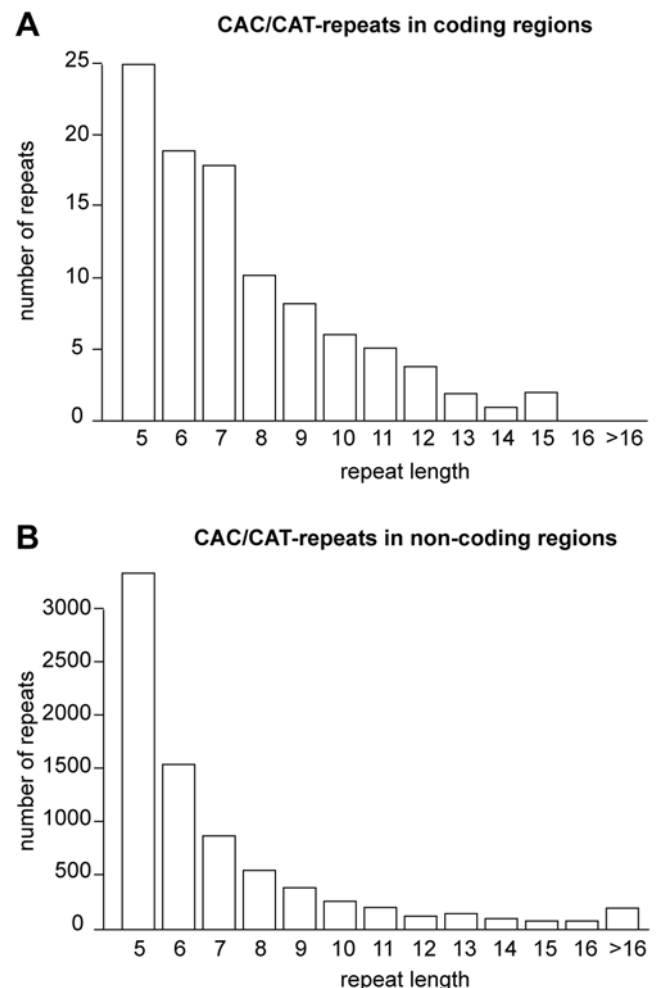 A
CAC/CAT-repeats in coding regions
number of repeats
25
20
15
10
5
0
5 6 7 8 9 10 11 12 13 14 15 16 >16
repeat length
B
CAC/CAT-repeats in non-coding regions
number of repeats
3000
2500
2000
1500
1000
500
0
5 6 7 8 9 10 11 12 13 14 15 16 >16
repeat length